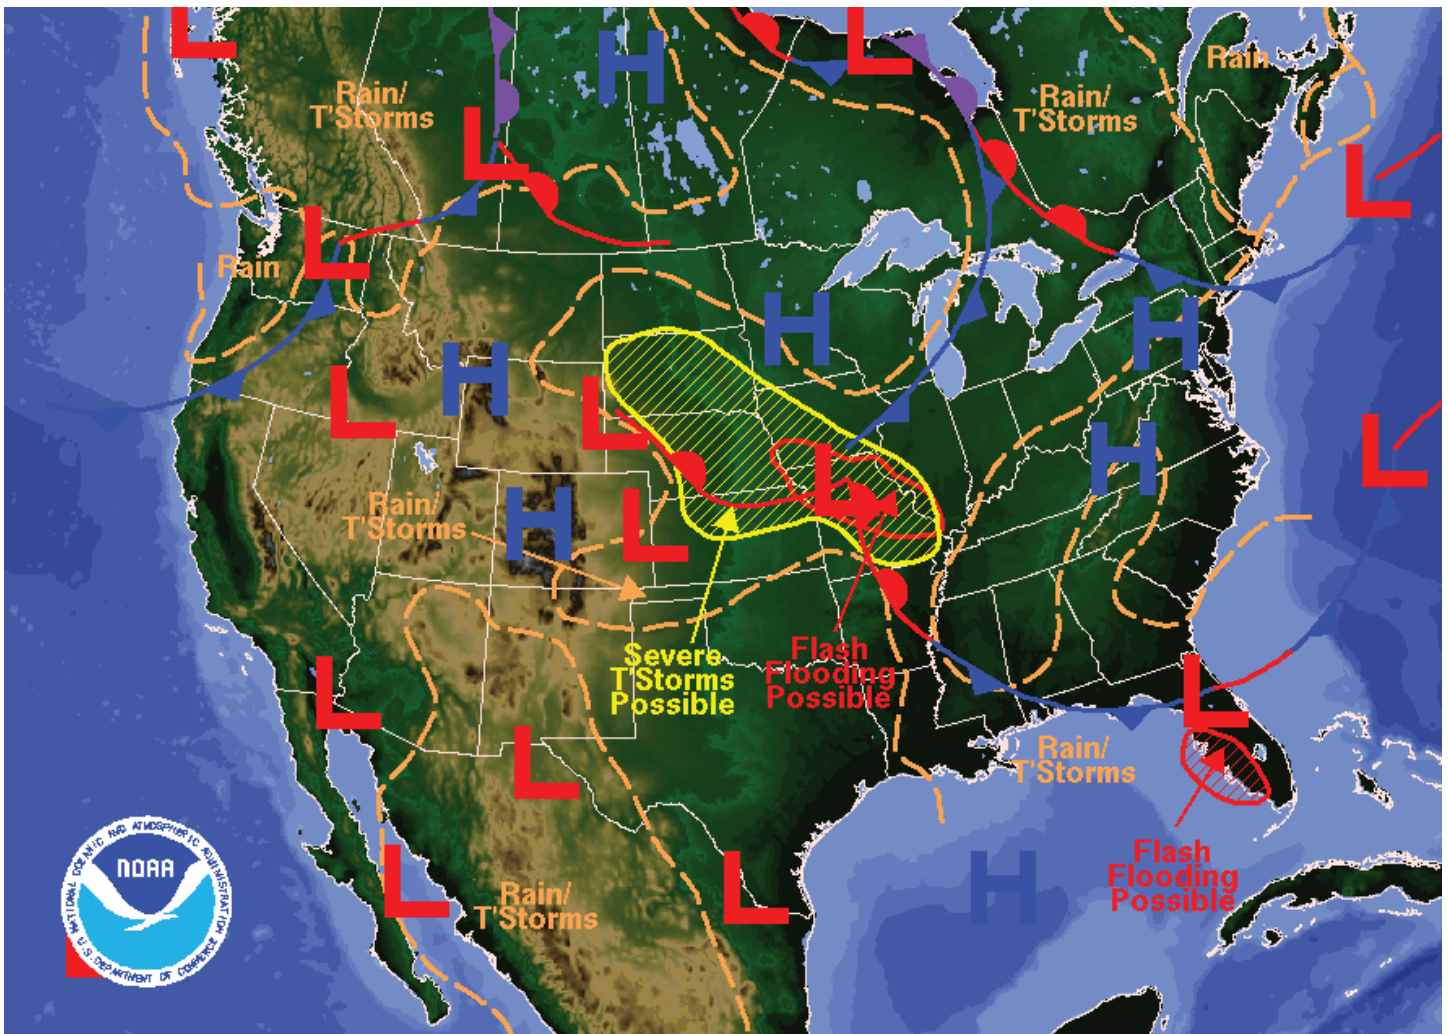 Rain/
T'Storms
H
L
L
Rain/
T'Storms
Rain
L
L
L
Rain
H
H
H
L
L
L
H
Rain/
T'Storms
H
L
L
L
Severe
T'Storms
Possible
Flash
Flooding
Possible
L
L
L
Rain/
T'Storms
L
L
Rain/
T'Storms
H
Flash
Flooding
Possible
NOAA
NATIONAL OCEANIC AND ATMOSPHERIC ADMINISTRATION
U.S. DEPARTMENT OF COMMERCE